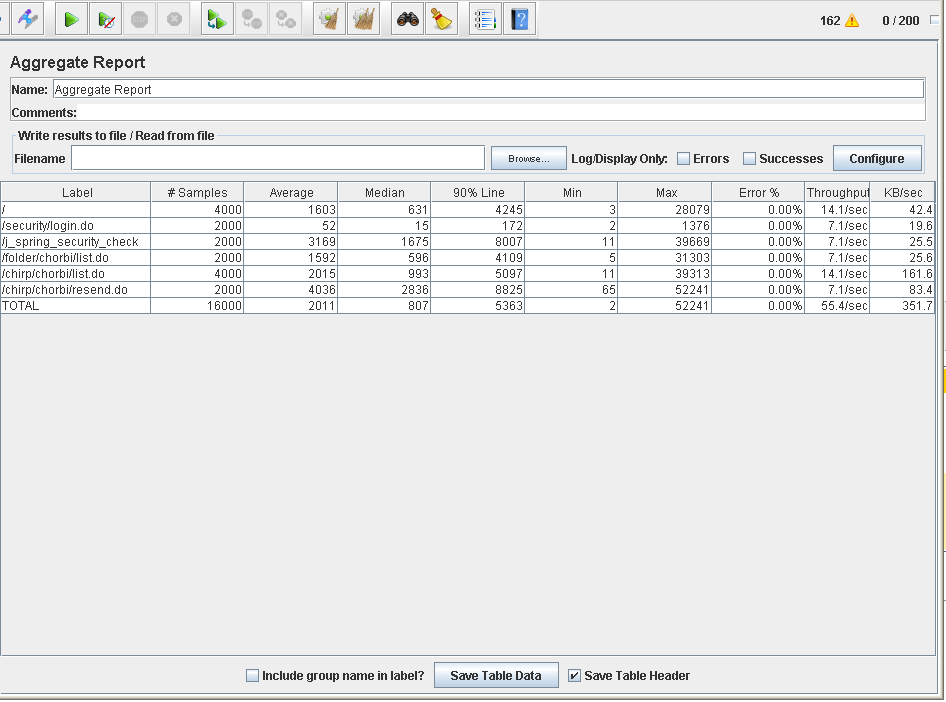 162 0 / 200
Aggregate Report
Name: Aggregate Report
Comments:
Write results to file / Read from file
Filename Browse... Log/Display Only: Errors Successes Configure
Label # Samples Average Median 90% Line Min Max Error % Throughput KB/sec
/ 4000 1603 631 4245 3 28079 0.00% 14.1/sec 42.4
/security/login.do 2000 52 15 172 2 1376 0.00% 7.1/sec 19.6
/j_spring_security_check 2000 3169 1675 8007 11 39669 0.00% 7.1/sec 25.5
/folder/chorbi/list.do 2000 1592 596 4109 5 31303 0.00% 7.1/sec 25.6
/chirp/chorbi/list.do 4000 2015 993 5097 11 39313 0.00% 14.1/sec 161.6
/chirp/chorbi/resend.do 2000 4036 2836 8825 65 52241 0.00% 7.1/sec 83.4
TOTAL 16000 2011 807 5363 2 52241 0.00% 55.4/sec 351.7
Include group name in label? Save Table Data Save Table Header